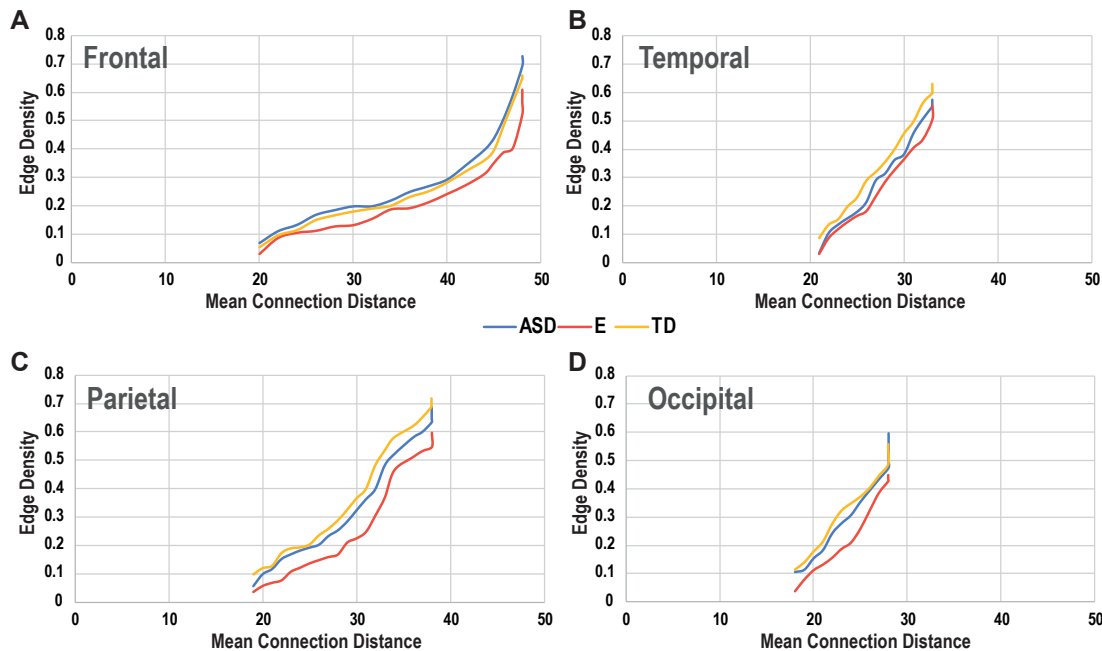 A
Frontal
Edge Density
0.8
0.7
0.6
0.5
0.4
0.3
0.2
0.1
0
0 10 20 30 40 50
Mean Connection Distance
B
Temporal
Edge Density
0.8
0.7
0.6
0.5
0.4
0.3
0.2
0.1
0
0 10 20 30 40 50
Mean Connection Distance
ASD E TD
C
Parietal
Edge Density
0.8
0.7
0.6
0.5
0.4
0.3
0.2
0.1
0
0 10 20 30 40 50
Mean Connection Distance
D
Occipital
Edge Density
0.8
0.7
0.6
0.5
0.4
0.3
0.2
0.1
0
0 10 20 30 40 50
Mean Connection Distance